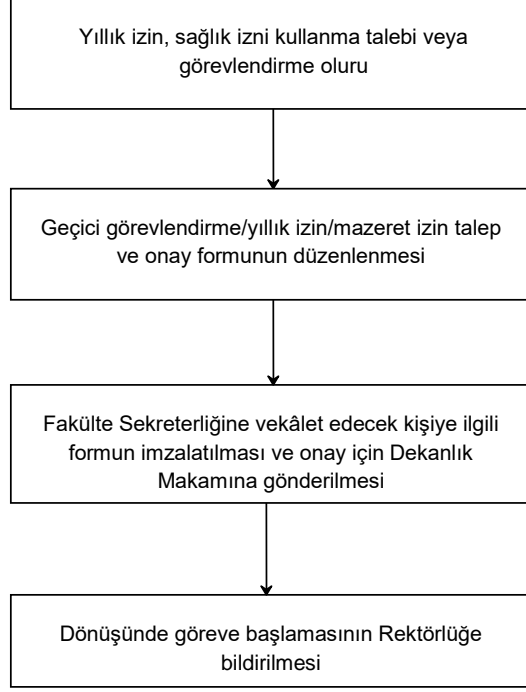 Yıllık izin, sağlık izni kullanma talebi veya
görevlendirme oluru
Geçici görevlendirme/yıllık izin/mazeret izin talep
ve onay formunun düzenlenmesi
Fakülte Sekreterliğine vekâlet edecek kişiye ilgili
formun imzalatılması ve onay için Dekanlık
Makamına gönderilmesi
Dönüşünde göreve başlamasının Rektörlüğe
bildirilmesi